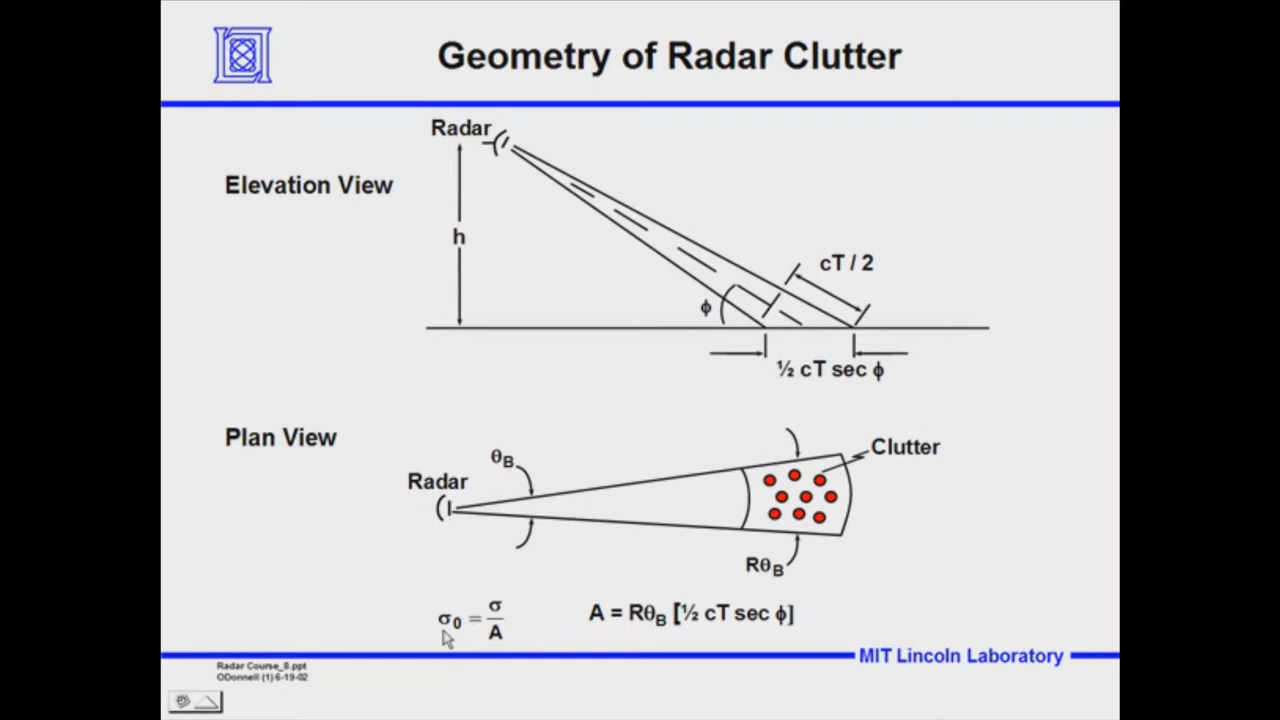 Geometry of Radar Clutter
Radar
Elevation View
h
cT / 2
ϕ
½ cT sec ϕ
Plan View
θB
Clutter
Radar
RθB
σ0 = σ / A
A = RθB [½ cT sec ϕ]
MIT Lincoln Laboratory
Radar Course_8.ppt
ODonnell (1) 6-19-02